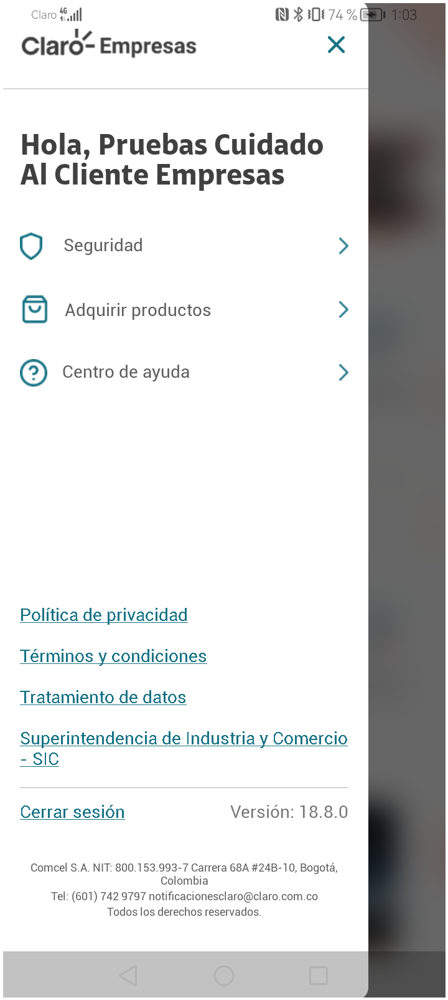 Claro 4G 74 % 1:03
Claro Empresas
Hola, Pruebas Cuidado
Al Cliente Empresas
Seguridad
Adquirir productos
Centro de ayuda
Política de privacidad
Términos y condiciones
Tratamiento de datos
Superintendencia de Industria y Comercio
- SIC
Cerrar sesión Versión: 18.8.0
Comcel S.A. NIT: 800.153.993-7 Carrera 68A #24B-10, Bogotá,
Colombia
Tel: (601) 742 9797 notificacionesclaro@claro.com.co
Todos los derechos reservados.